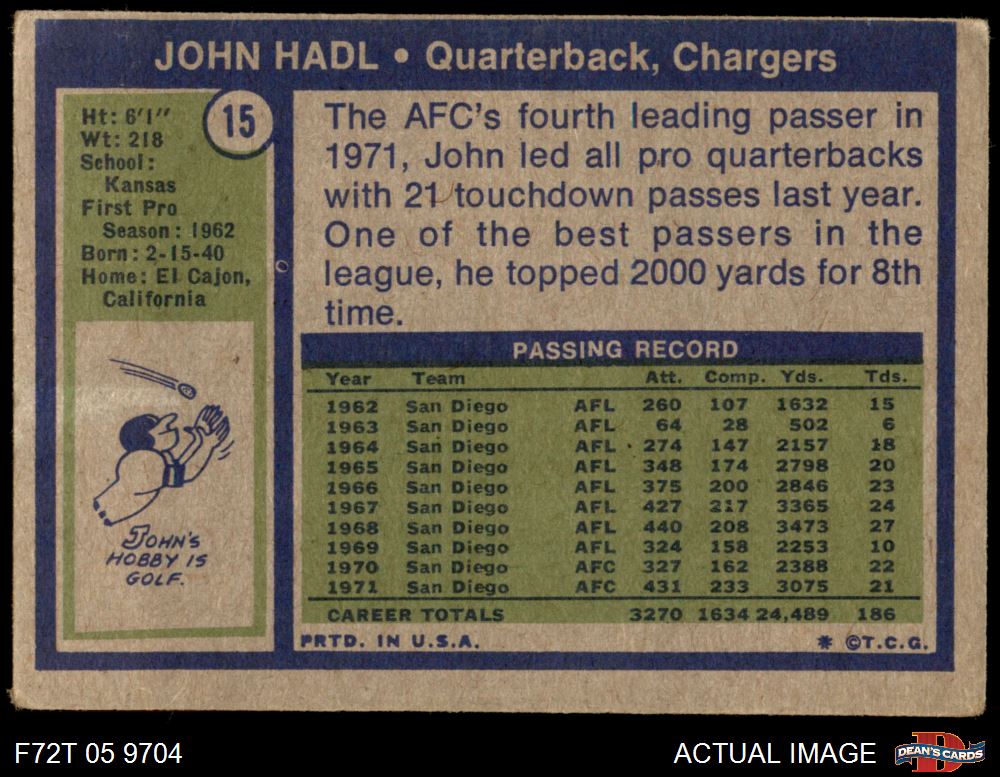 JOHN HADL • Quarterback, Chargers
15
Ht: 6'1"
Wt: 218
School:
Kansas
First Pro
Season: 1962
Born: 2-15-40
Home: El Cajon,
California
JOHN'S
HOBBY IS
GOLF.
The AFC's fourth leading passer in
1971, John led all pro quarterbacks
with 21 touchdown passes last year.
One of the best passers in the
league, he topped 2000 yards for 8th
time.
PASSING RECORD
Year Team Att. Comp. Yds. Tds.
1962 San Diego AFL 260 107 1632 15
1963 San Diego AFL 64 28 502 6
1964 San Diego AFL 274 147 2157 18
1965 San Diego AFL 348 174 2798 20
1966 San Diego AFL 375 200 2846 23
1967 San Diego AFL 427 217 3365 24
1968 San Diego AFL 440 208 3473 27
1969 San Diego AFL 324 158 2253 10
1970 San Diego AFC 327 162 2388 22
1971 San Diego AFC 431 233 3075 21
CAREER TOTALS 3270 1634 24,489 186
PRTD. IN U.S.A. * ©T.C.G.
F72T 05 9704 ACTUAL IMAGE DEAN'S CARDS